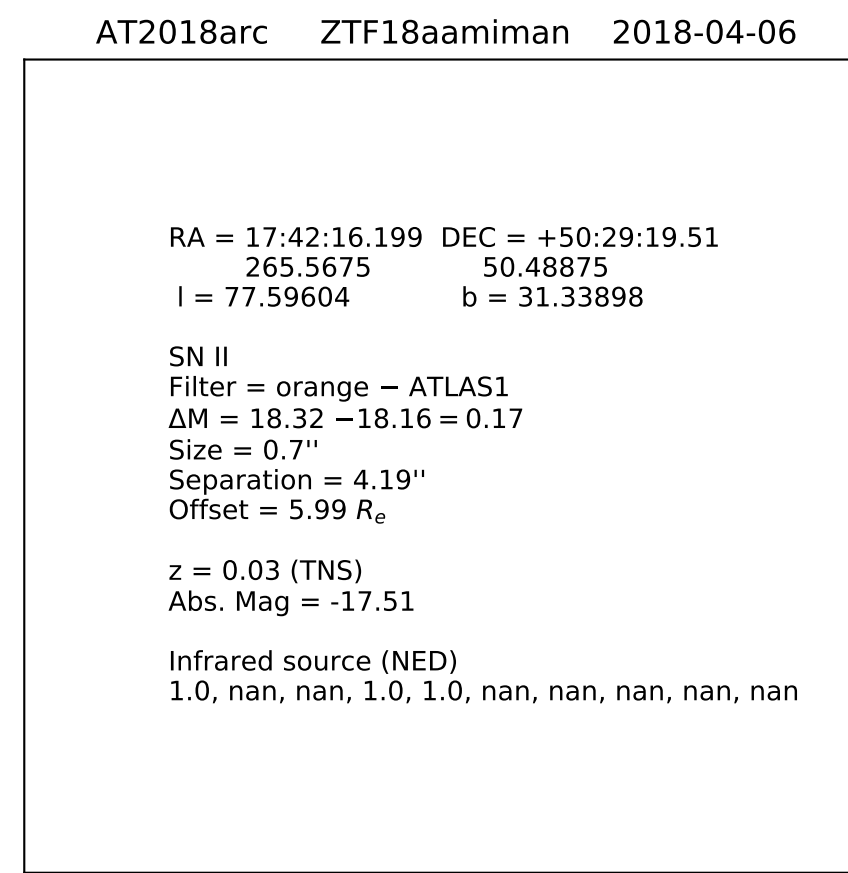 AT2018arc ZTF18aamiman 2018-04-06
RA = 17:42:16.199 DEC = +50:29:19.51
265.5675 50.48875
l = 77.59604 b = 31.33898
SN II
Filter = orange − ATLAS1
ΔM = 18.32 −18.16 = 0.17
Size = 0.7''
Separation = 4.19''
Offset = 5.99 Rₑ
z = 0.03 (TNS)
Abs. Mag = -17.51
Infrared source (NED)
1.0, nan, nan, 1.0, 1.0, nan, nan, nan, nan, nan